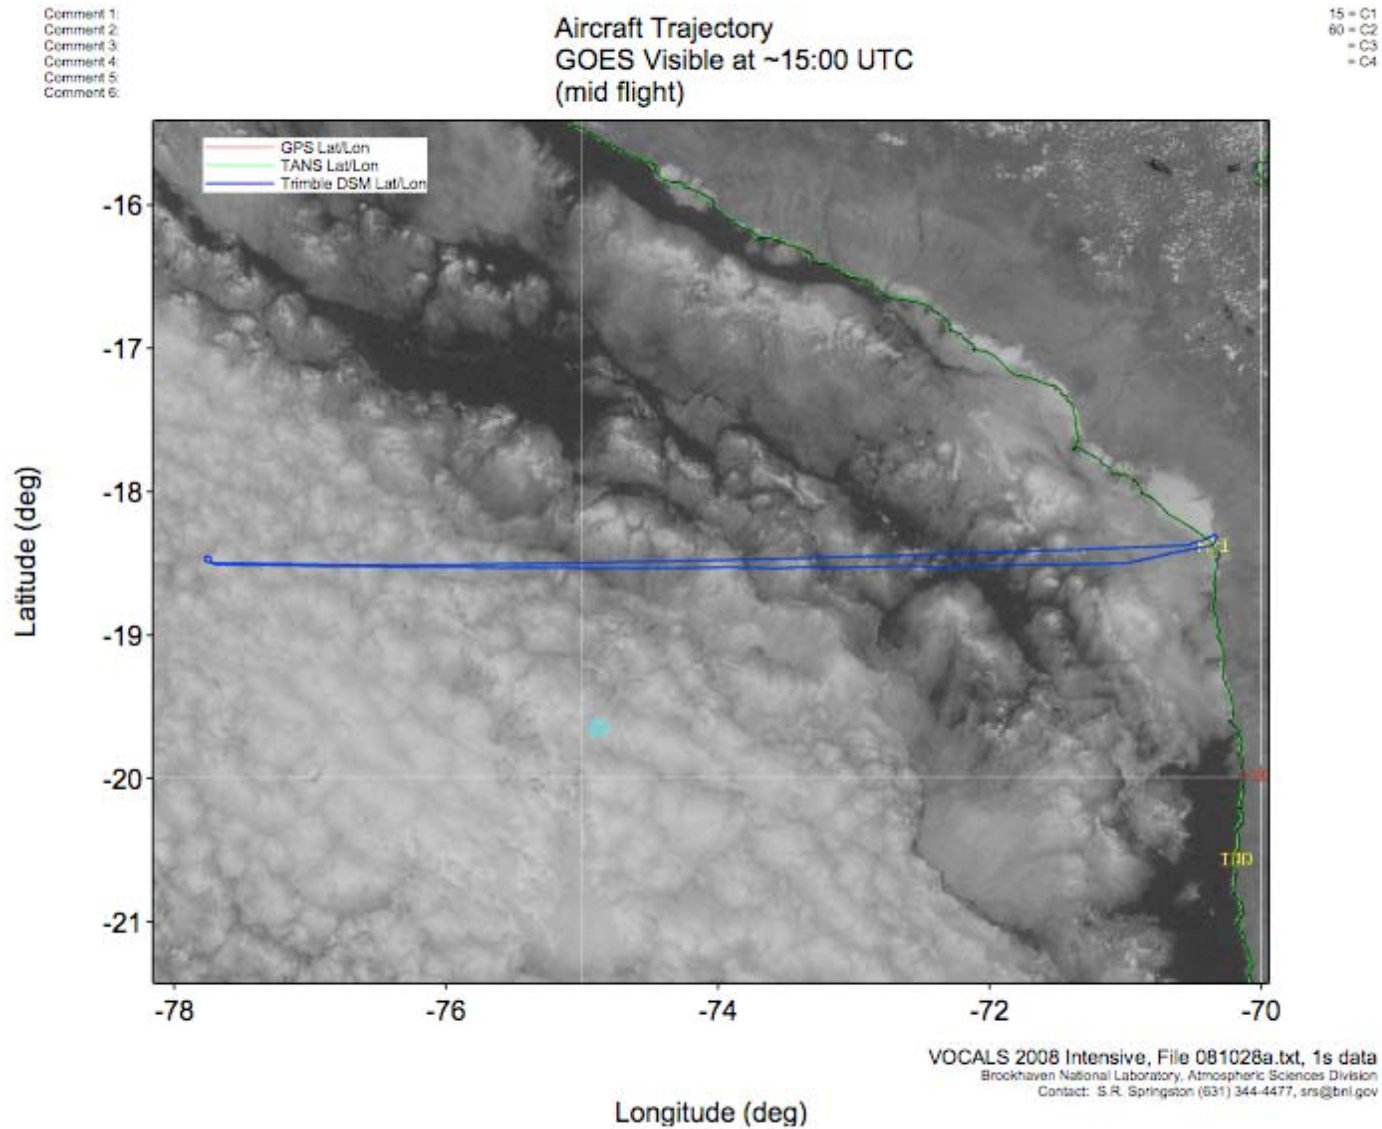 Comment 1:
Comment 2:
Comment 3:
Comment 4:
Comment 5:
Comment 6:
Aircraft Trajectory
GOES Visible at ~15:00 UTC
(mid flight)
15 = C1
60 = C2
= C3
= C4
GPS Lat/Lon
TANS Lat/Lon
Trimble DSM Lat/Lon
-16
-17
-18
-19
-20
-21
Latitude (deg)
-78
-76
-74
-72
-70
Longitude (deg)
VOCALS 2008 Intensive, File 081028a.txt, 1s data
Brookhaven National Laboratory, Atmospheric Sciences Division
Contact: S.R. Springston (631) 344-4477, srs@bnl.gov